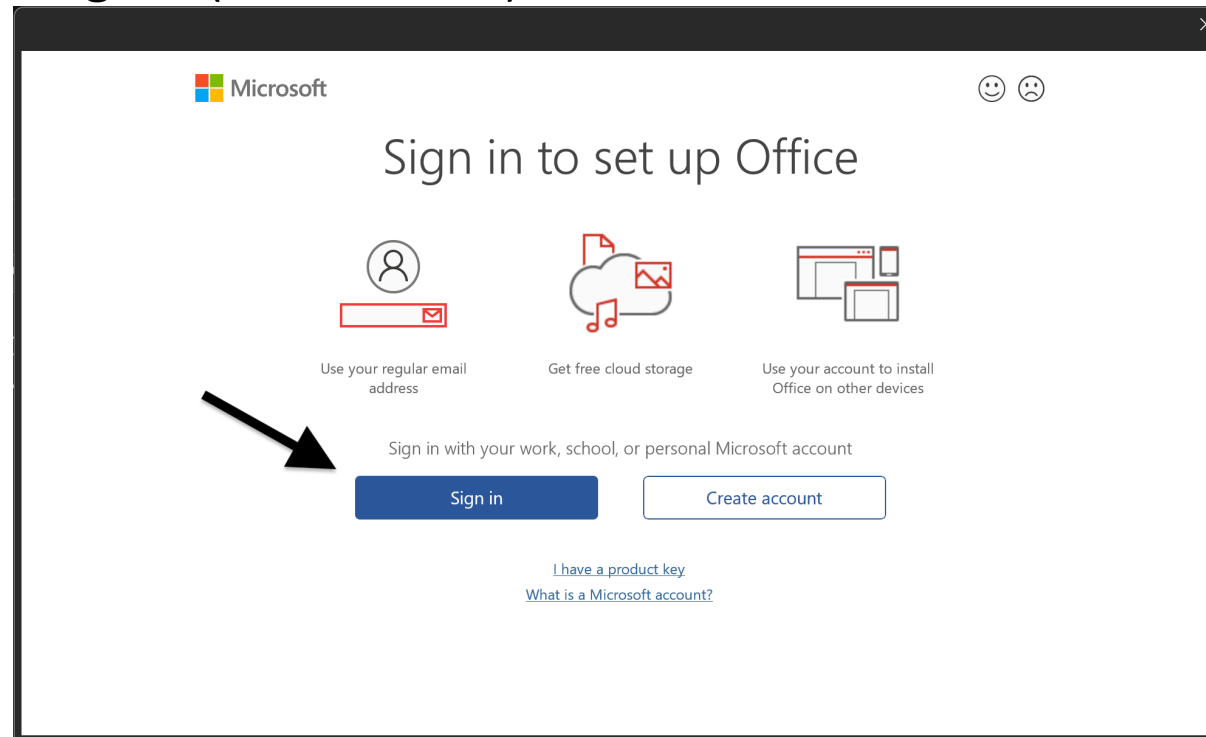 Microsoft
Sign in to set up Office
Use your regular email
address
Get free cloud storage
Use your account to install
Office on other devices
Sign in with your work, school, or personal Microsoft account
Sign in
Create account
I have a product key
What is a Microsoft account?